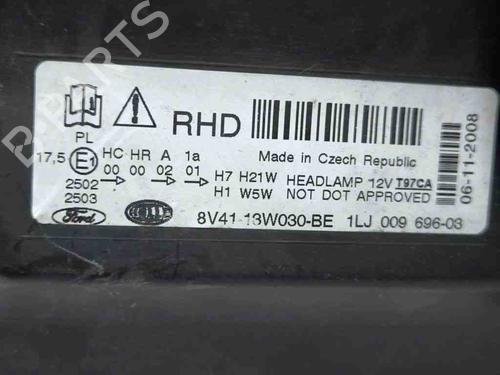 RHD
PL
Made in Czech Republic
06-11-2008
17,5 E1 HC HR A 1a
00 00 02 01
H7 H21W HEADLAMP 12V T97CA
H1 W5W NOT DOT APPROVED
2502
2503
Ford
8V41-13W030-BE 1LJ 009 696-03
B-PARTS